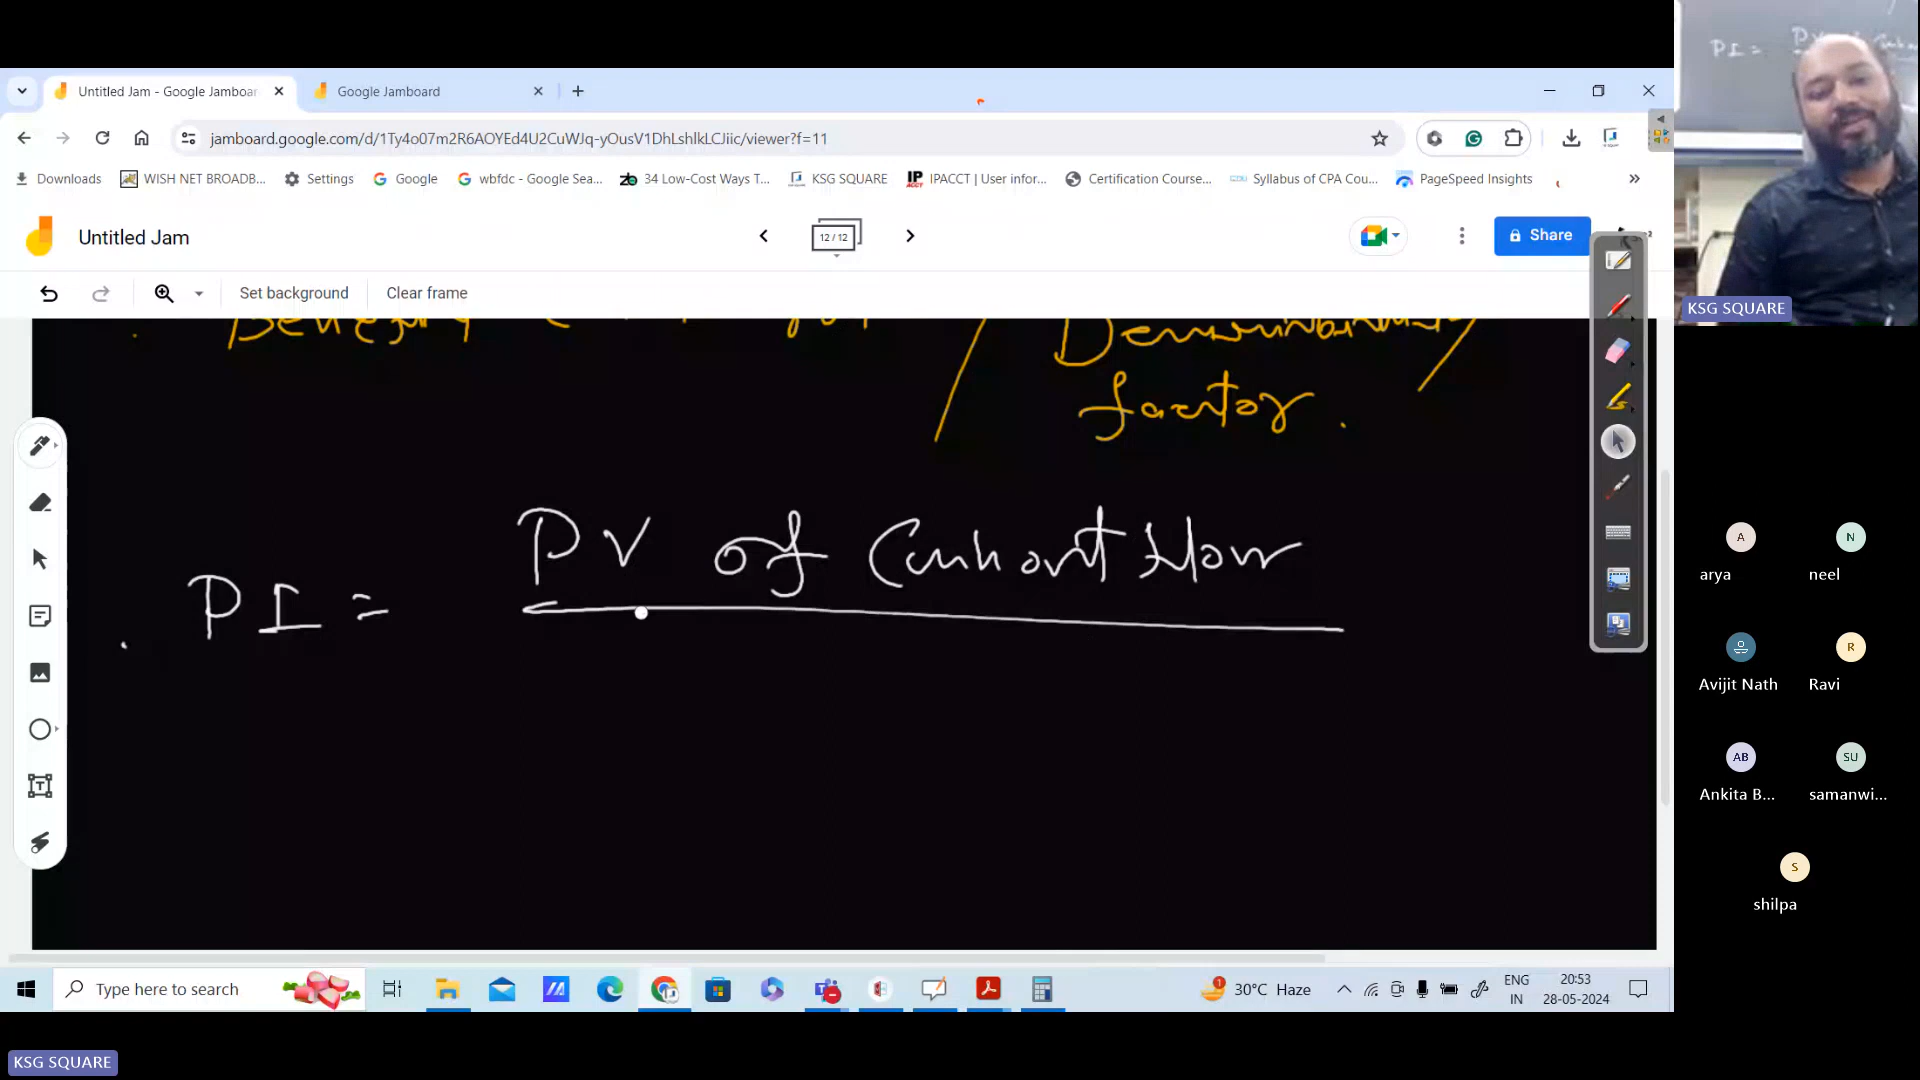 PI =
Untitled Jam - Google Jamboar
Google Jamboard
jamboard.google.com/d/1Ty4o07m2R6AOYEd4U2CuWJq-yOusV1DhLshlkLCJiic/viewer?f=11
Downloads WISH NET BROADB... Settings Google wbfdc - Google Sea... 34 Low-Cost Ways T... KSG SQUARE IPACCT | User infor... Certification Course... Syllabus of CPA Cou... PageSpeed Insights
Untitled Jam
12 / 12
Share
KSG SQUARE
Set background Clear frame
factor.
PV of
PI =
arya
neel
Avijit Nath
Ravi
Ankita B...
samanwi...
shilpa
Type here to search
30°C Haze
ENG
IN
20:53
28-05-2024
KSG SQUARE